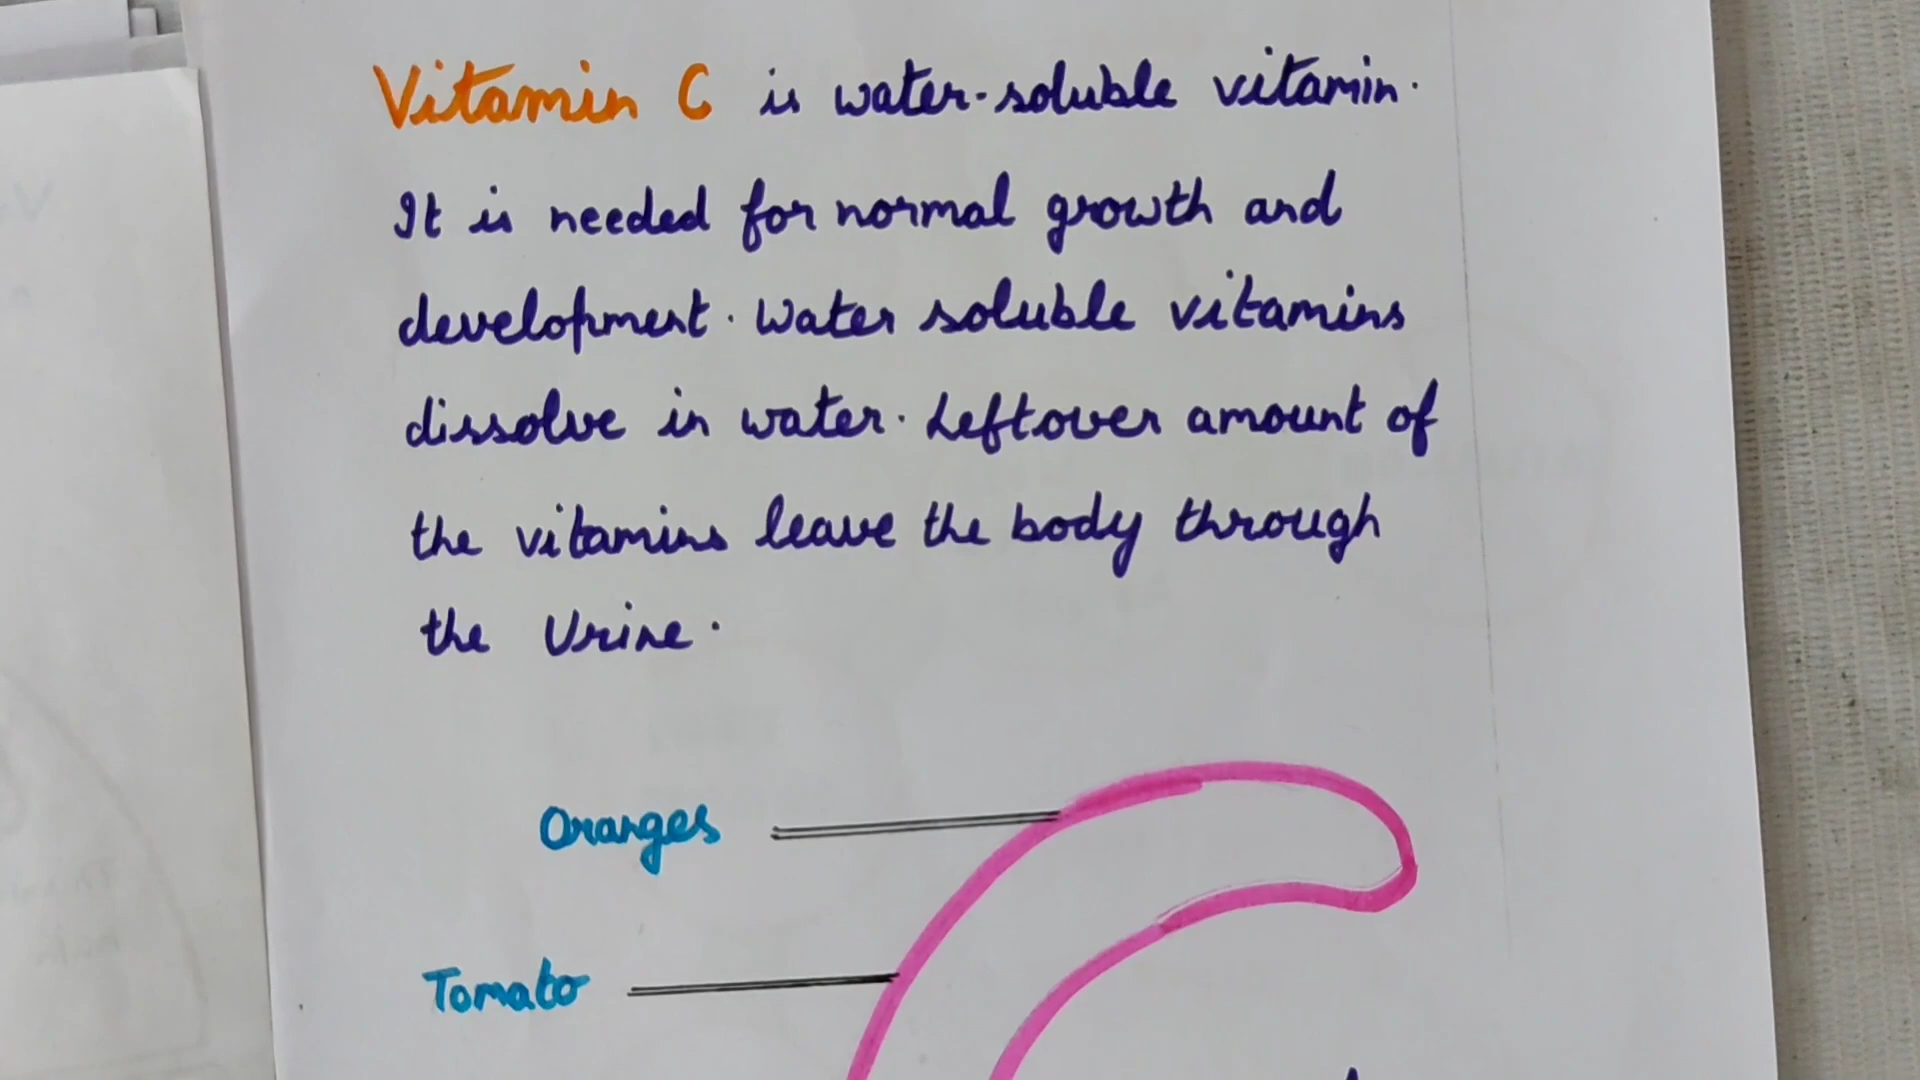 Vitamin C is water-soluble vitamin.
It is needed for normal growth and
development. Water soluble vitamins
dissolve in water. Leftover amount of
the vitamins leave the body through
the Urine.
Oranges
Tomato